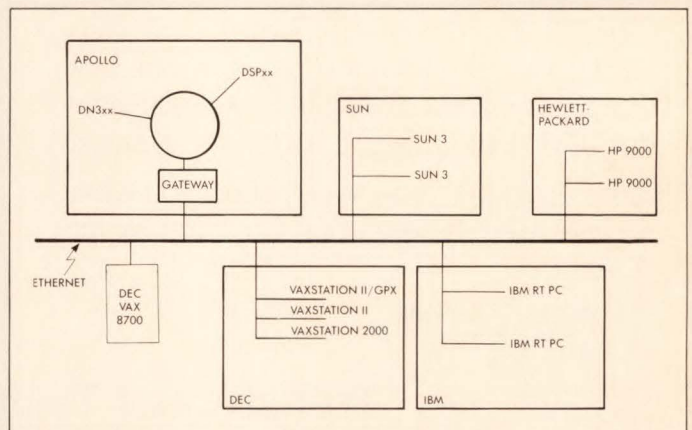 APOLLO
DSPxx
DN3xx
GATEWAY
SUN
SUN 3
SUN 3
HEWLETT-
PACKARD
HP 9000
HP 9000
ETHERNET
DEC
VAX
8700
VAXSTATION II/GPX
VAXSTATION II
VAXSTATION 2000
DEC
IBM RT PC
IBM RT PC
IBM